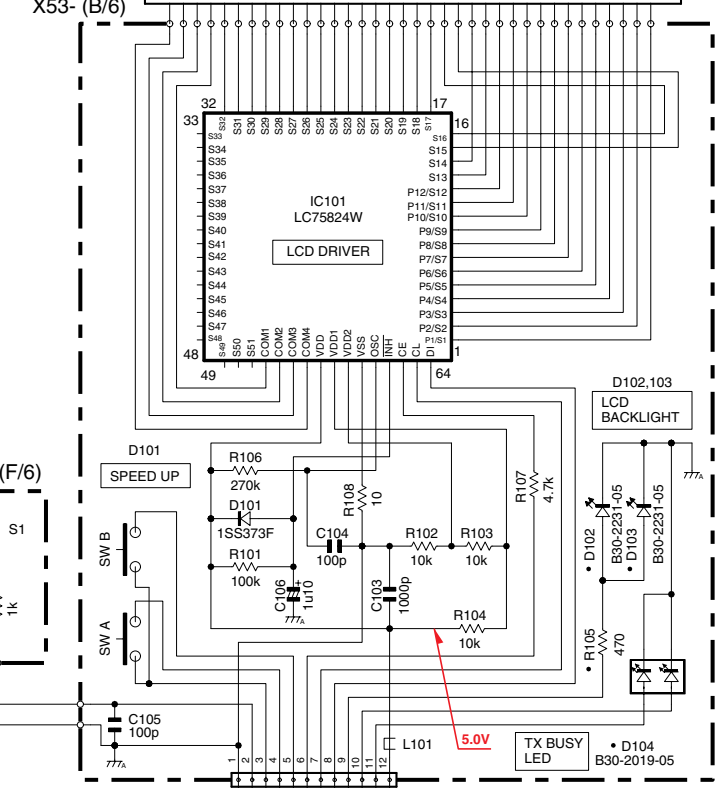 X53- (B/6)
32
17
33
16
S32
S31
S30
S29
S28
S27
S26
S25
S24
S23
S22
S21
S20
S19
S18
S17
S33
S34
S35
S36
S37
S38
S39
S40
S41
S42
S43
S44
S45
S46
S47
S48
S16
S15
S14
S13
P12/S12
P11/S11
P10/S10
P9/S9
P8/S8
P7/S7
P6/S6
P5/S5
P4/S4
P3/S3
P2/S2
P1/S1
IC101
LC75824W
LCD DRIVER
S49
S50
S51
COM1
COM2
COM3
COM4
VDD
VDD1
VDD2
VSS
OSC
INH
CE
CL
DI
48
49
1
64
D102,103
LCD
BACKLIGHT
(F/6)
S1
1k
D101
SPEED UP
R106
270k
D101
1SS373F
R101
100k
C106
1u10
+
A
R108
10
C104
100p
R102
10k
R103
10k
C103
1000p
R104
10k
R107
4.7k
• D102
B30-2231-05
• D103
B30-2231-05
A
• R105
470
SW B
SW A
C105
100p
A
1
2
3
4
5
6
7
8
9
10
11
12
L101
5.0V
TX BUSY
LED
• D104
B30-2019-05